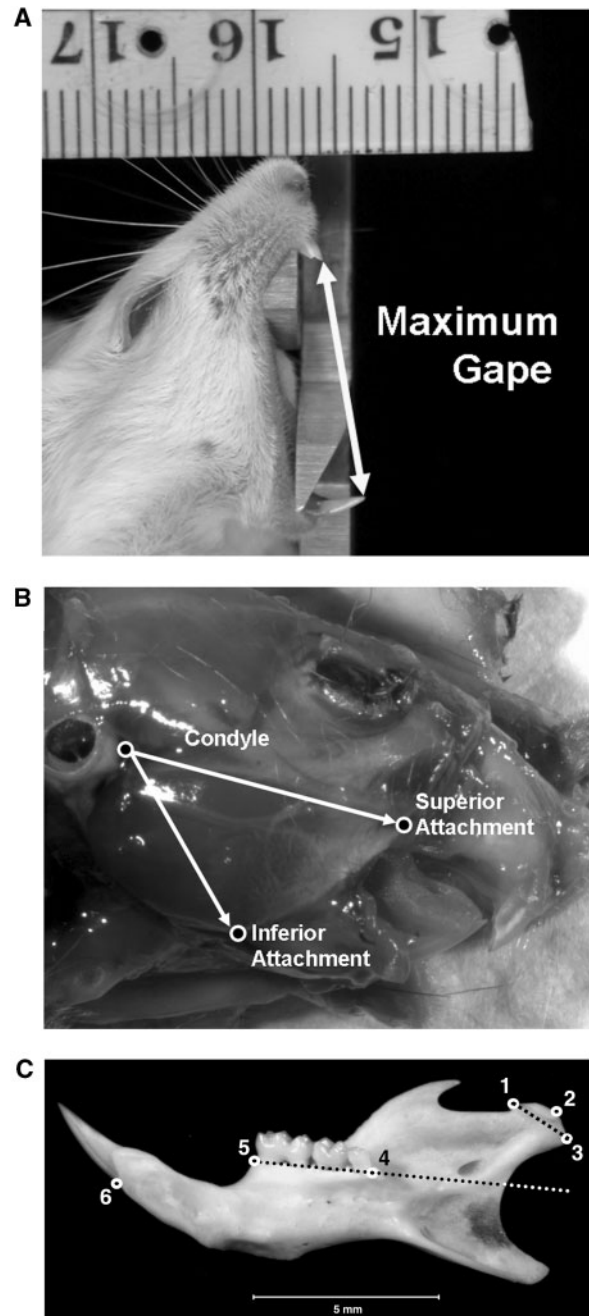 A
17 16 15
Maximum
Gape
B
Condyle
Superior
Attachment
Inferior
Attachment
C
1
2
3
5
4
6
5 mm